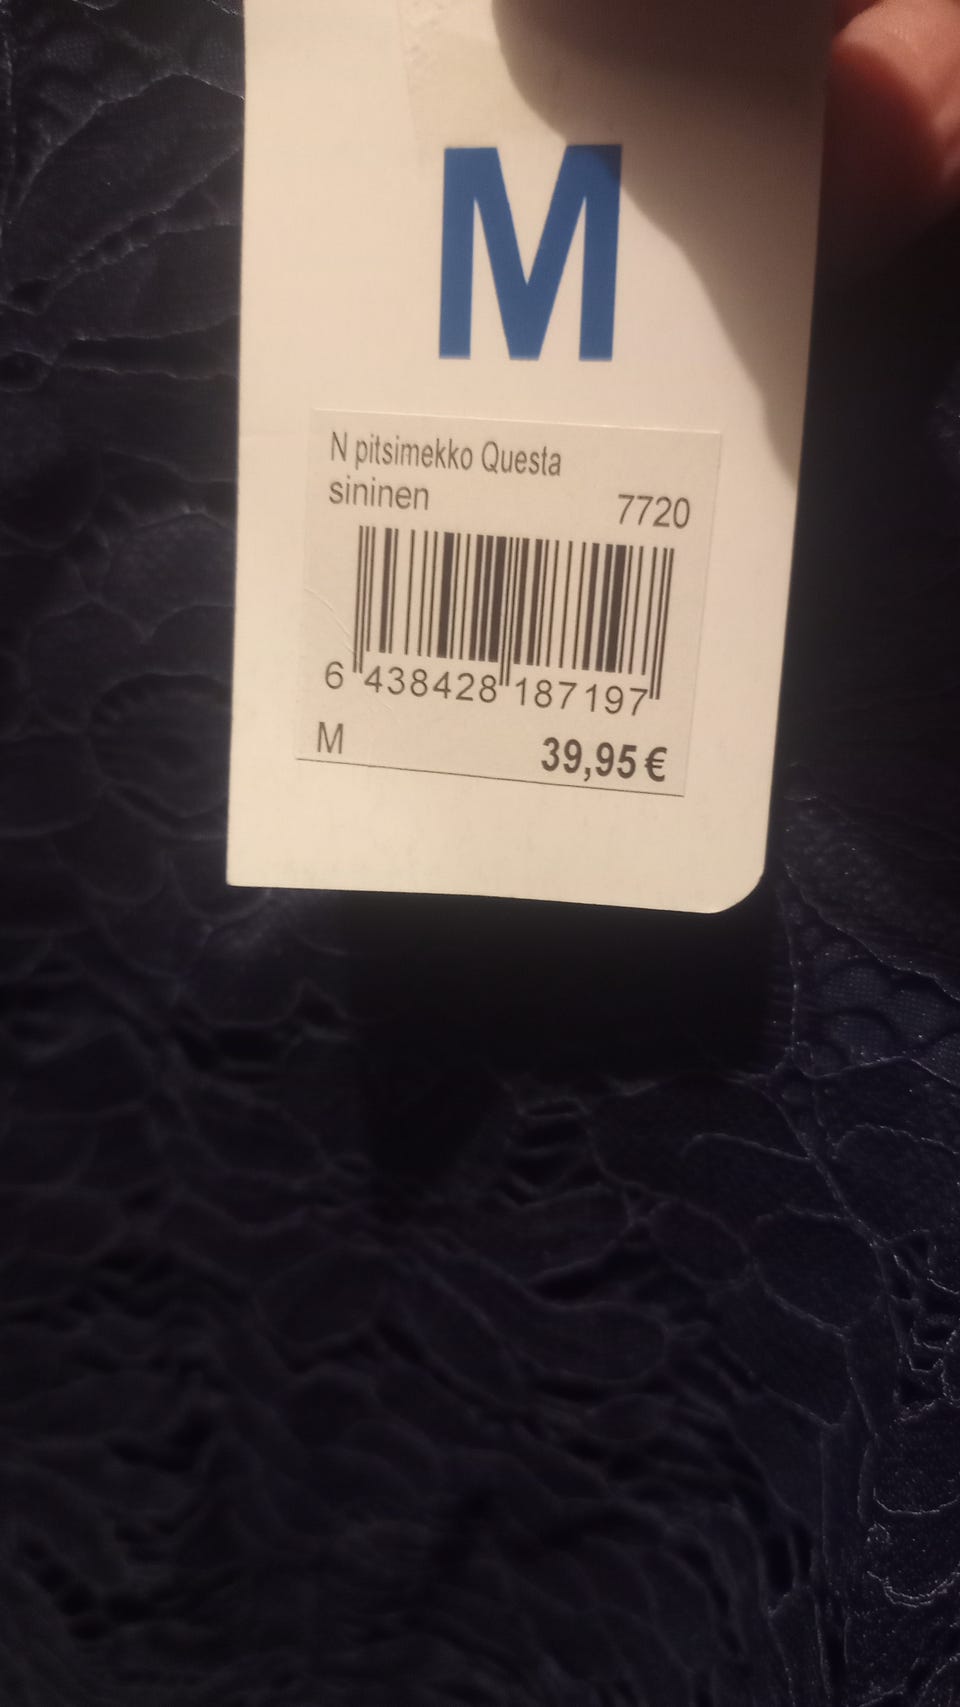 M
N pitsimekko Questa
sininen 7720
6 438428 187197
M 39,95 €